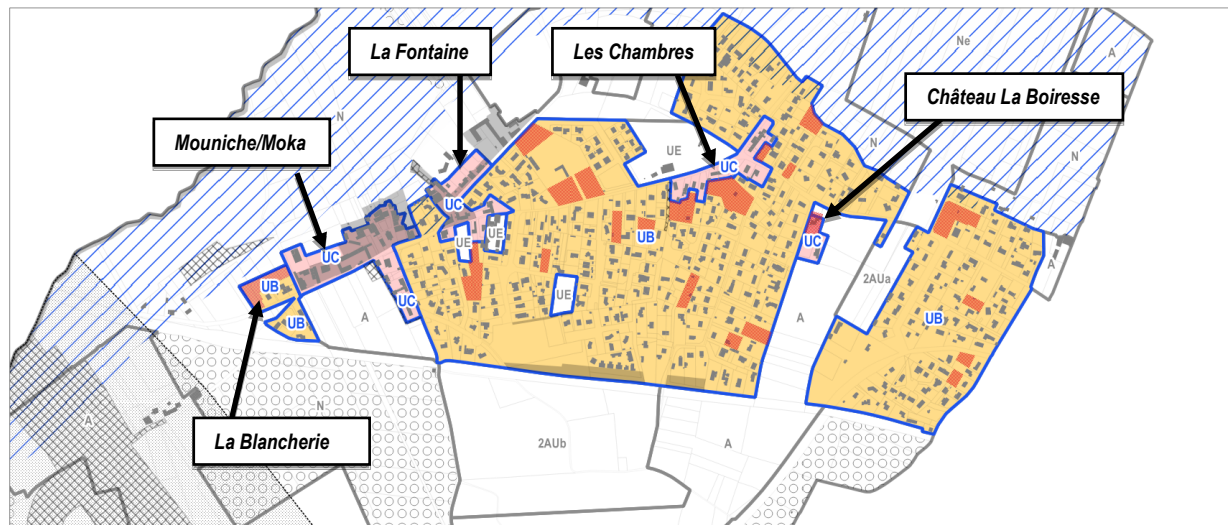 La Fontaine
Les Chambres
Ne
A
Château La Boiresse
Mouniche/Moka
N
N
N
UE
UC
UC
UE
UE
UB
UC
UC
A
2AUa
UB
UE
UB
UC
A
A
UB
N
A
La Blancherie
2AUb
A